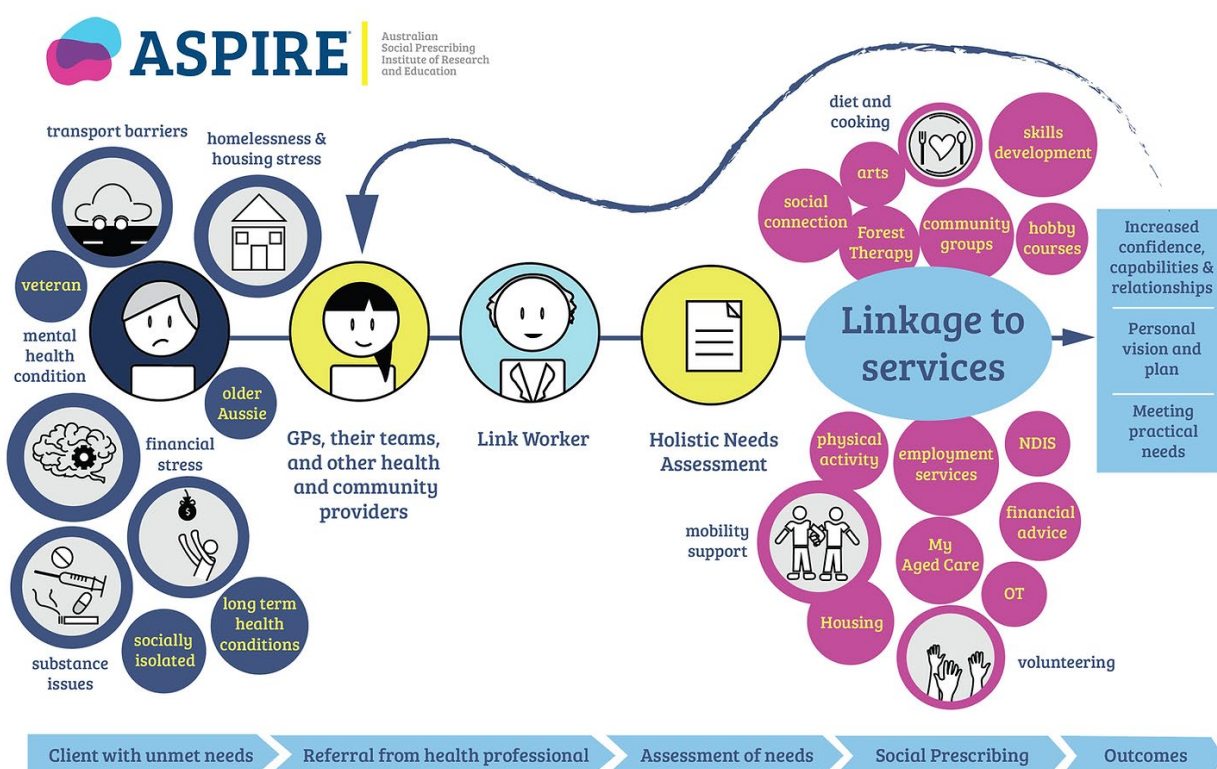 ASPIRE
Australian
Social Prescribing
Institute of Research
and Education
transport barriers
homelessness &
housing stress
veteran
mental
health
condition
older
Aussie
financial
stress
substance
issues
socially
isolated
long term
health
conditions
GPs, their teams,
and other health
and community
providers
Link Worker
Holistic Needs
Assessment
diet and
cooking
skills
development
arts
social
connection
Forest
Therapy
community
groups
hobby
courses
Linkage to
services
physical
activity
employment
services
NDIS
mobility
support
financial
advice
My
Aged Care
OT
Housing
volunteering
Increased
confidence,
capabilities &
relationships
Personal
vision and
plan
Meeting
practical
needs
$
Client with unmet needs
Referral from health professional
Assessment of needs
Social Prescribing
Outcomes